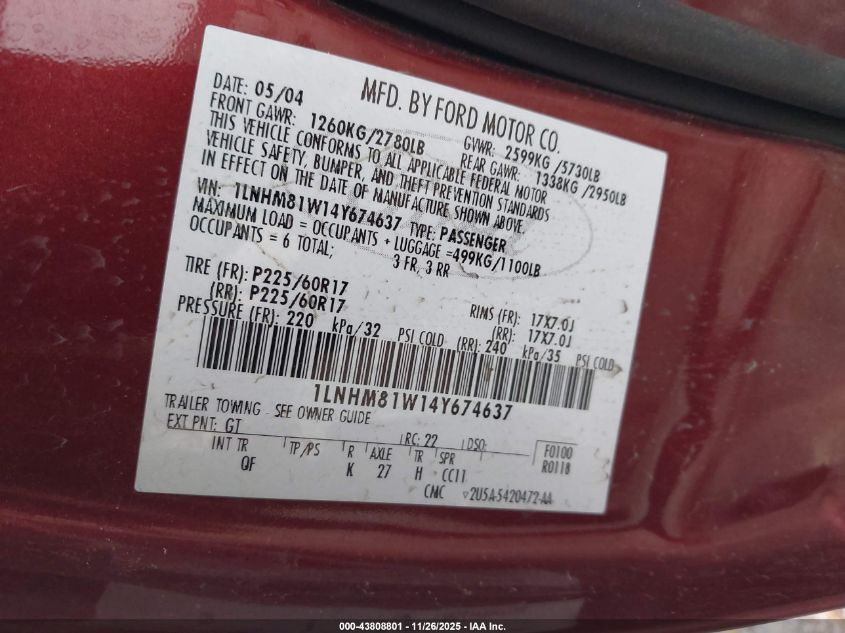 MFD. BY FORD MOTOR CO.
DATE: 05/04 GVWR: 2599KG/5730LB
FRONT GAWR: 1260KG/2780LB REAR GAWR: 1338KG/2950LB
THIS VEHICLE CONFORMS TO ALL APPLICABLE FEDERAL MOTOR
VEHICLE SAFETY, BUMPER, AND THEFT PREVENTION STANDARDS
IN EFFECT ON THE DATE OF MANUFACTURE SHOWN ABOVE.
VIN: 1LNHM81W14Y674637 TYPE: PASSENGER
MAXIMUM LOAD = OCCUPANTS + LUGGAGE =499KG/1100LB
OCCUPANTS = 6 TOTAL; 3 FR, 3 RR
TIRE (FR): P225/60R17 RIMS (FR): 17X7.0J
(RR): P225/60R17 (RR): 17X7.0J
PRESSURE (FR): 220 kPa/32 PSI COLD (RR): 240 kPa/35 PSI COLD
1LNHM81W14Y674637
TRAILER TOWING - SEE OWNER GUIDE
EXT PNT: GT RC: 22 DSO: F0100
INT TR TP/PS R AXLE TR SPR R0118
QF K 27 H CC11
CMC ▽2U5A-5420472-AA
000-43808801 | 11/26/2025 | IAA Inc.